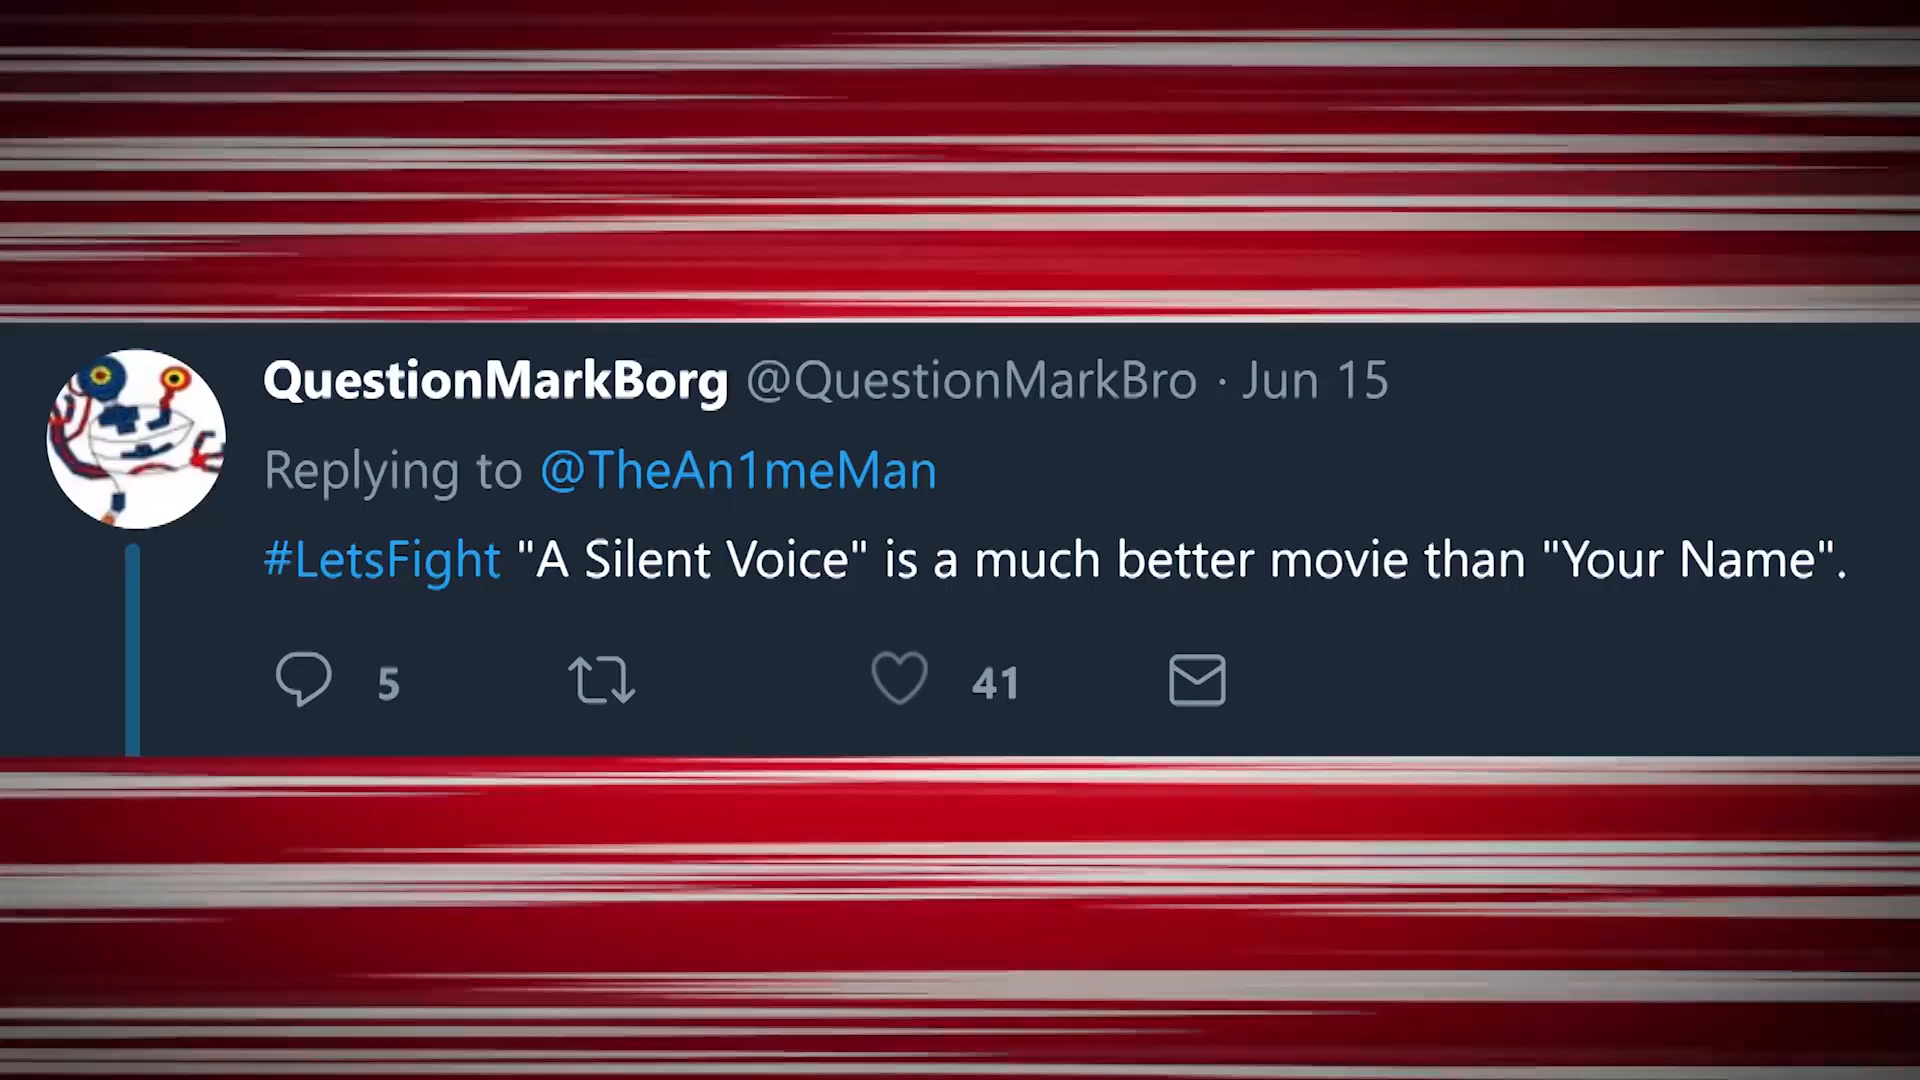 QuestionMarkBorg @QuestionMarkBro · Jun 15
Replying to @TheAn1meMan
#LetsFight "A Silent Voice" is a much better movie than "Your Name".
5 41